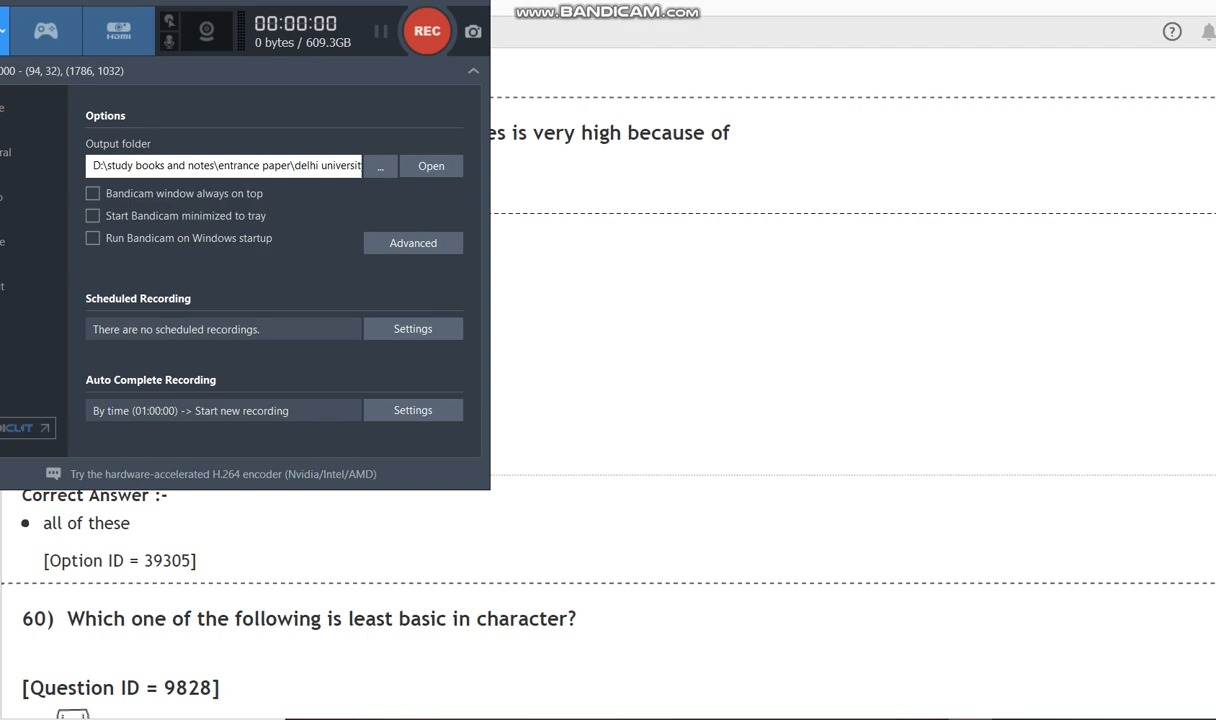 www.BANDICAM.com
HDMI
00:00:00
0 bytes / 609.3GB
REC
000 - (94, 32), (1786, 1032)
Options
es is very high because of
Output folder
D:\study books and notes\entrance paper\delhi universit
...
Open
Bandicam window always on top
Start Bandicam minimized to tray
Run Bandicam on Windows startup
Advanced
Scheduled Recording
There are no scheduled recordings.
Settings
Auto Complete Recording
By time (01:00:00) -> Start new recording
Settings
DICUT
Try the hardware-accelerated H.264 encoder (Nvidia/Intel/AMD)
Correct Answer :-
• all of these
[Option ID = 39305]
60) Which one of the following is least basic in character?
[Question ID = 9828]